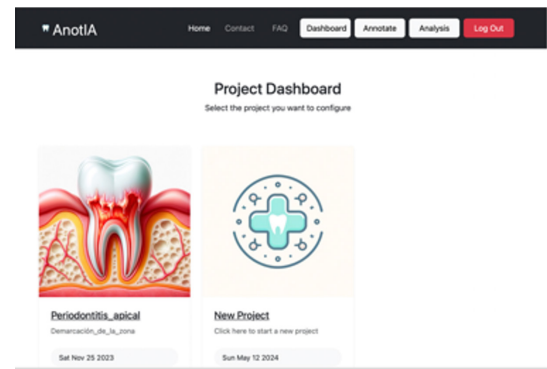 AnotIA Home Contact FAQ Dashboard Annotate Analysis Log Out
Project Dashboard
Select the project you want to configure
Periodontitis_apical
Demarcación_de_la_zona
Sat Nov 25 2023
New Project
Click here to start a new project
Sun May 12 2024